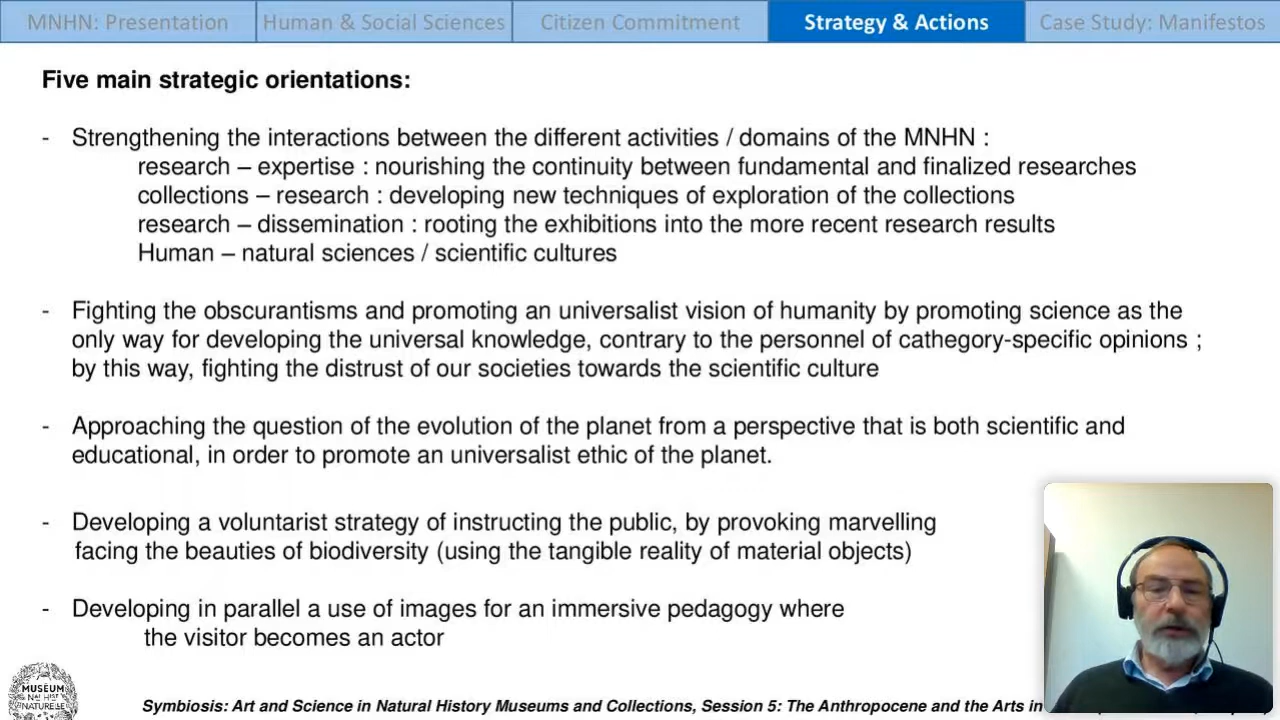 MNHN: Presentation
Human & Social Sciences
Citizen Commitment
Strategy & Actions
Case Study: Manifestos
Five main strategic orientations:
- Strengthening the interactions between the different activities / domains of the MNHN :
research – expertise : nourishing the continuity between fundamental and finalized researches
collections – research : developing new techniques of exploration of the collections
research – dissemination : rooting the exhibitions into the more recent research results
Human – natural sciences / scientific cultures
- Fighting the obscurantisms and promoting an universalist vision of humanity by promoting science as the
only way for developing the universal knowledge, contrary to the personnel of cathegory-specific opinions ;
by this way, fighting the distrust of our societies towards the scientific culture
- Approaching the question of the evolution of the planet from a perspective that is both scientific and
educational, in order to promote an universalist ethic of the planet.
- Developing a voluntarist strategy of instructing the public, by provoking marvelling
facing the beauties of biodiversity (using the tangible reality of material objects)
- Developing in parallel a use of images for an immersive pedagogy where
the visitor becomes an actor
MUSEUM
NATURELLE
Symbiosis: Art and Science in Natural History Museums and Collections, Session 5: The Anthropocene and the Arts in